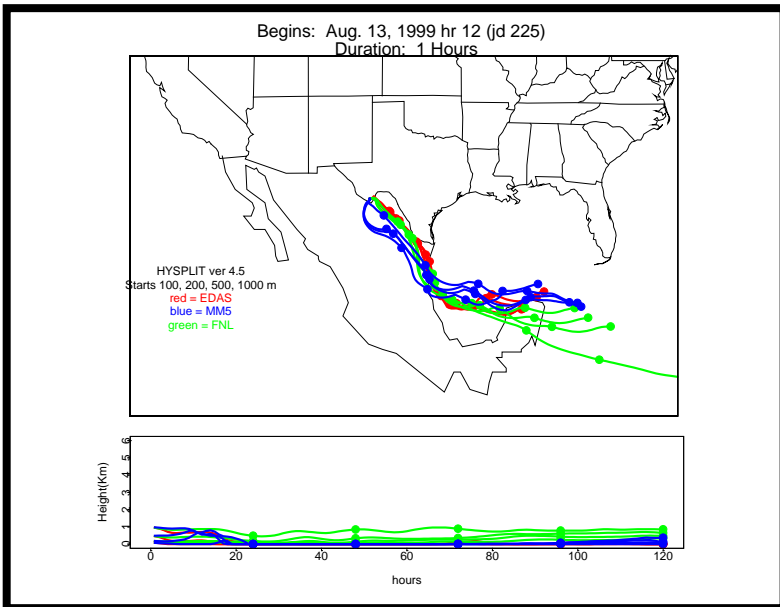 Begins: Aug. 13, 1999 hr 12 (jd 225)
Duration: 1 Hours
HYSPLIT ver 4.5
Starts 100, 200, 500, 1000 m
red = EDAS
blue = MM5
green = FNL
Height(Km)
6
5
4
3
2
1
0
0 20 40 60 80 100 120
hours